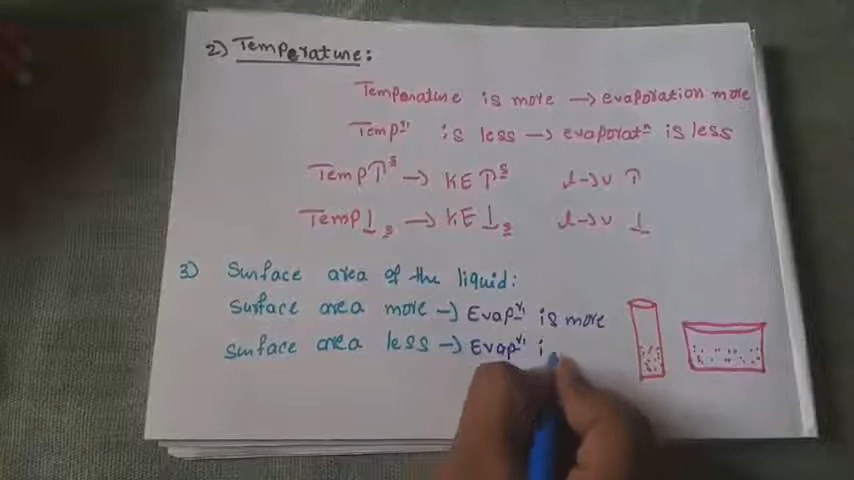 2) Temperature:
Temperature is more → evaporation more
Tempʳ is less → evaporatⁿ is less
Temp↑s → KE↑s l→v ↑
Temp↓s → KE↓s l→v ↓
3) Surface area of the liquid:
Surface area more → Evapⁿ is more
Surface area less → Evapⁿ i